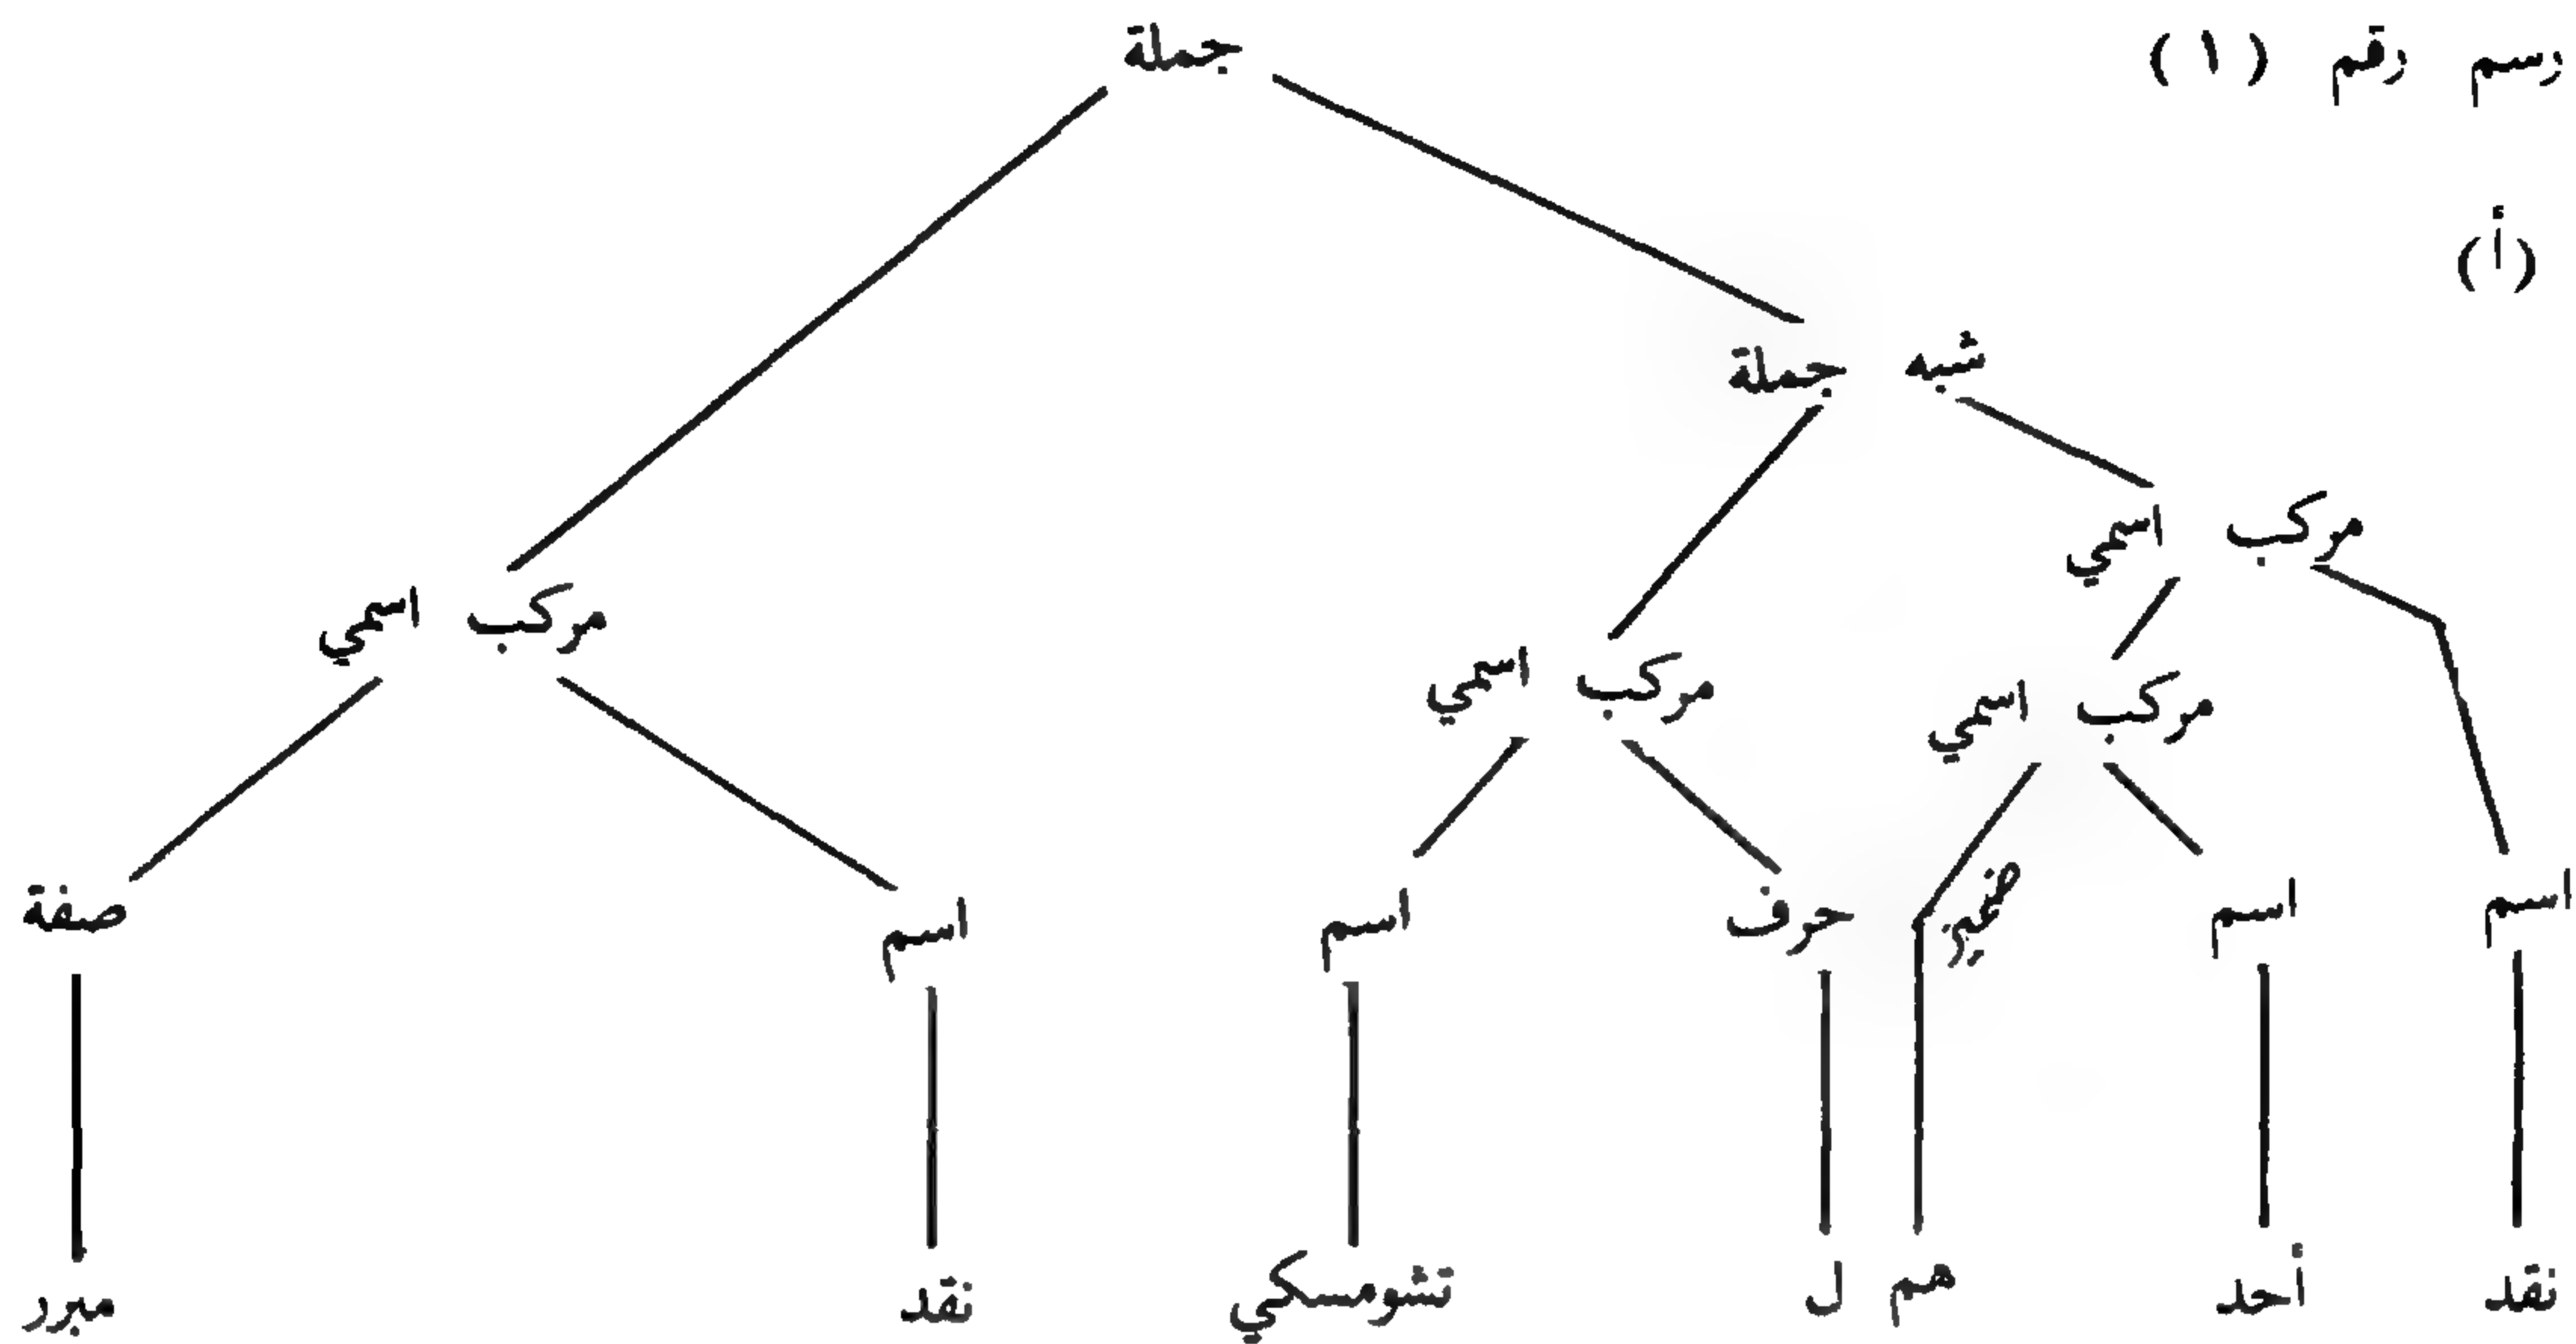 رسم رقم (١)
جملة
(أ)
شبه جملة
مركب اسمي
مركب اسمي
مركب اسمي
مركب اسمي
اسم اسم ضمير حرف اسم اسم صفة
نقد أحد هم ل تشومسكي نقد مبرر